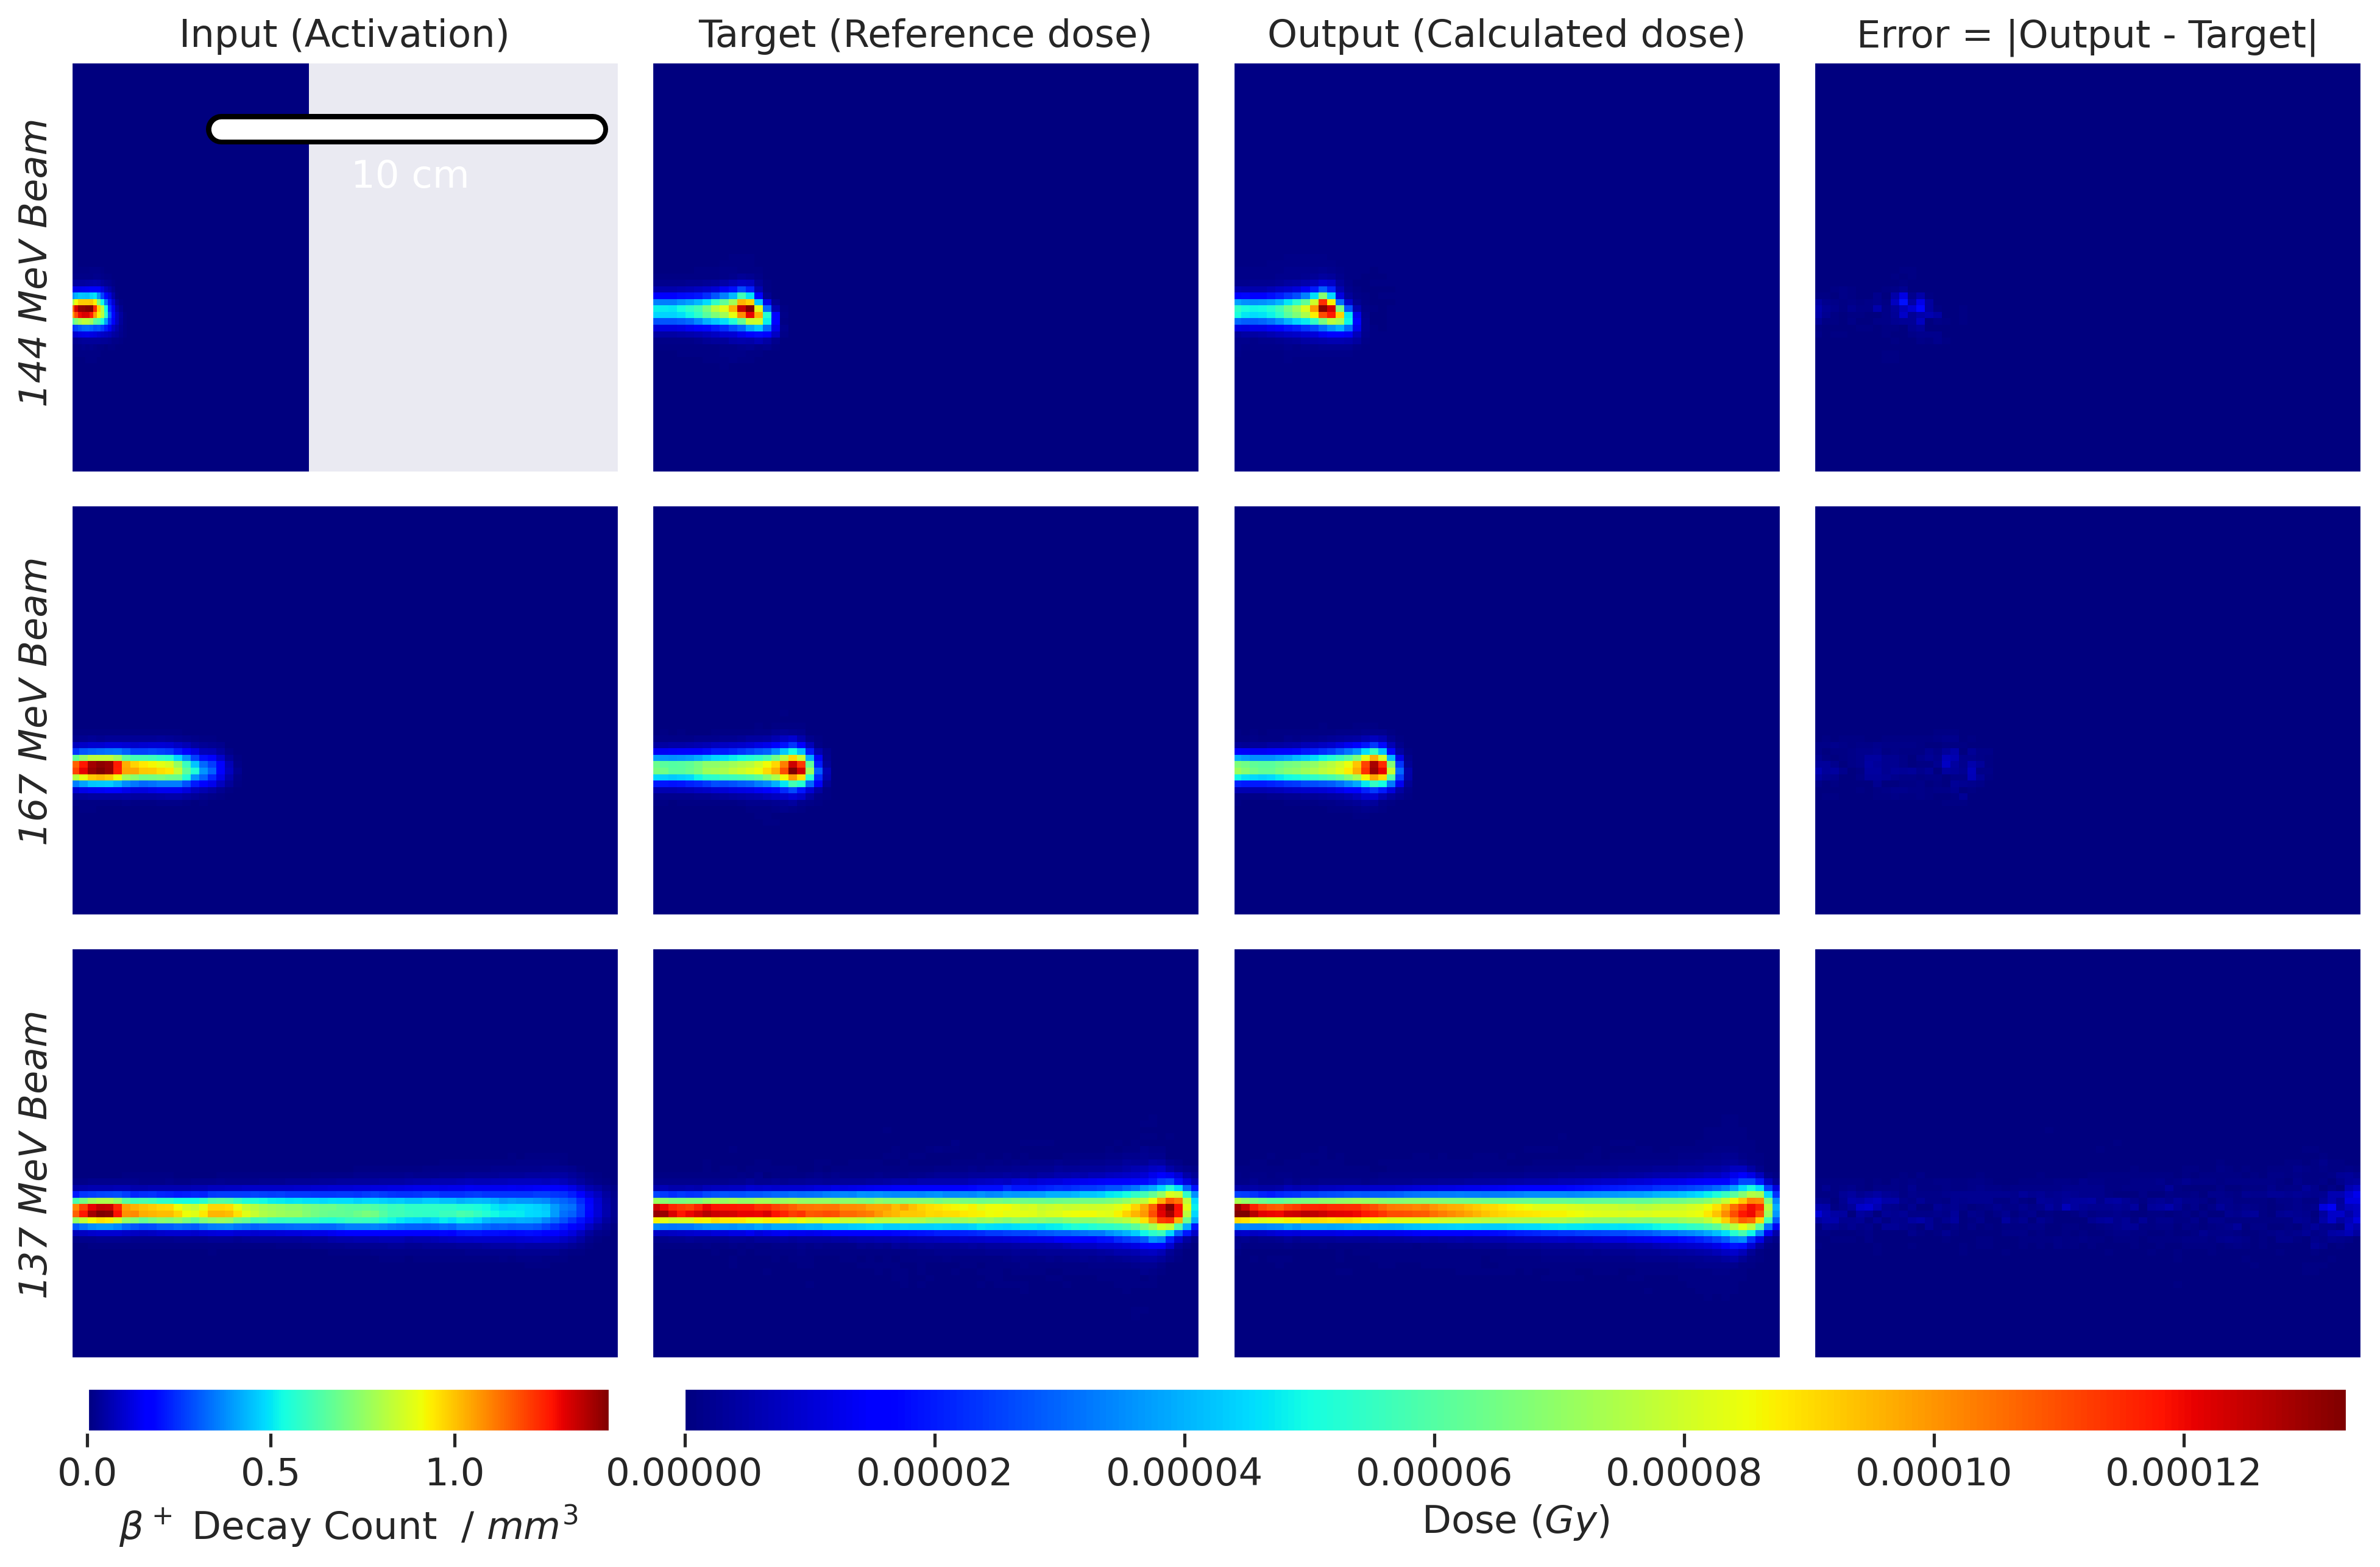 Input (Activation)
Target (Reference dose)
Output (Calculated dose)
Error = |Output - Target|
144 MeV Beam
10 cm
167 MeV Beam
137 MeV Beam
0.0 0.5 1.0
β⁺ Decay Count / mm³
0.00000 0.00002 0.00004 0.00006 0.00008 0.00010 0.00012
Dose (Gy)